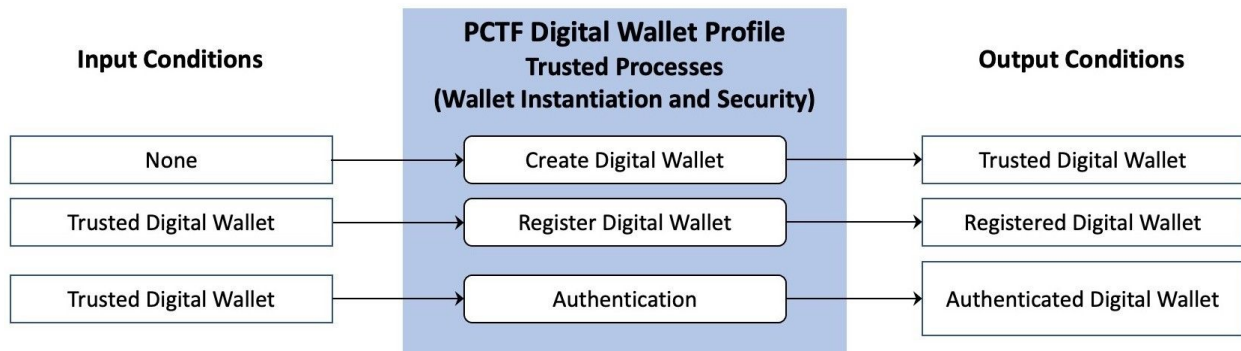 PCTF Digital Wallet Profile
Input Conditions
Trusted Processes
Output Conditions
(Wallet Instantiation and Security)
None
Create Digital Wallet
Trusted Digital Wallet
Trusted Digital Wallet
Register Digital Wallet
Registered Digital Wallet
Trusted Digital Wallet
Authentication
Authenticated Digital Wallet